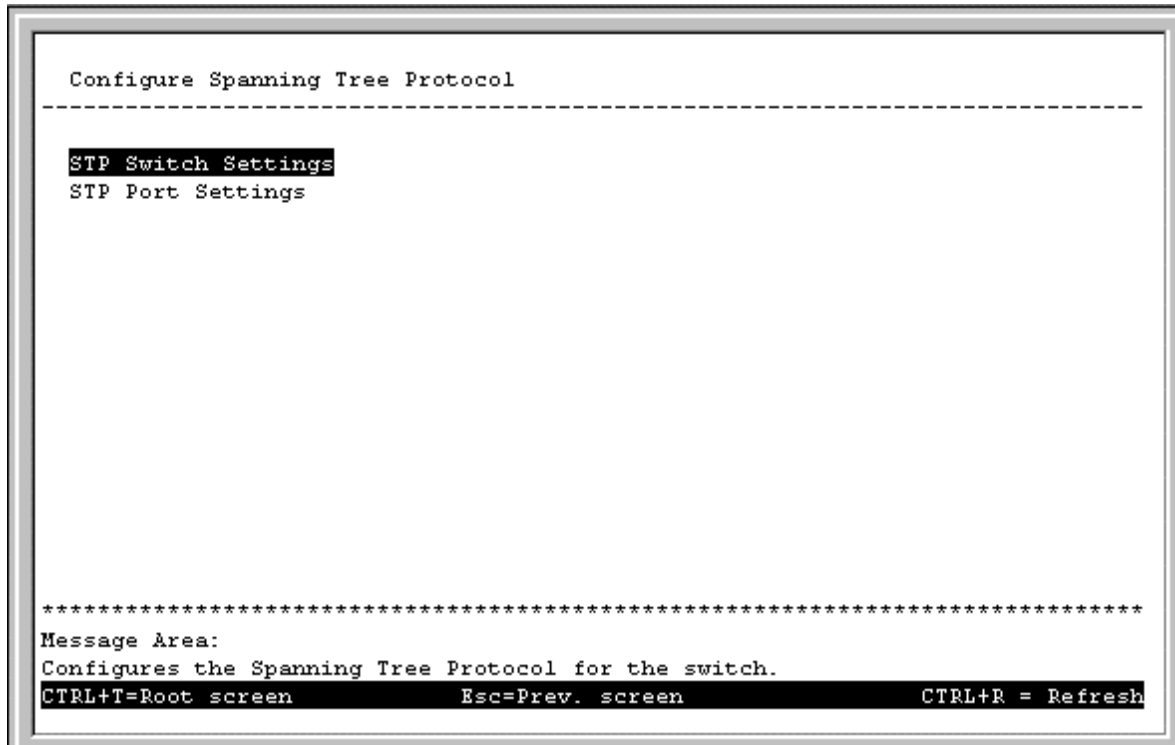 Configure Spanning Tree Protocol
-------------------------------------------------------------------------------
STP Switch Settings
STP Port Settings
*******************************************************************************
Message Area:
Configures the Spanning Tree Protocol for the switch.
CTRL+T=Root screen Esc=Prev. screen CTRL+R = Refresh